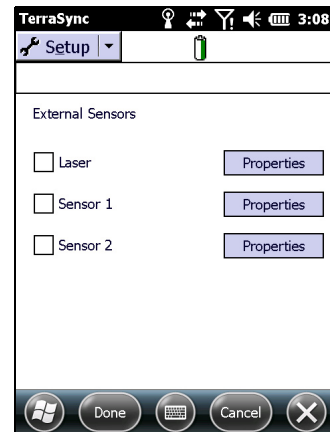 TerraSync 3:08
Setup
External Sensors
Laser Properties
Sensor 1 Properties
Sensor 2 Properties
Done Cancel